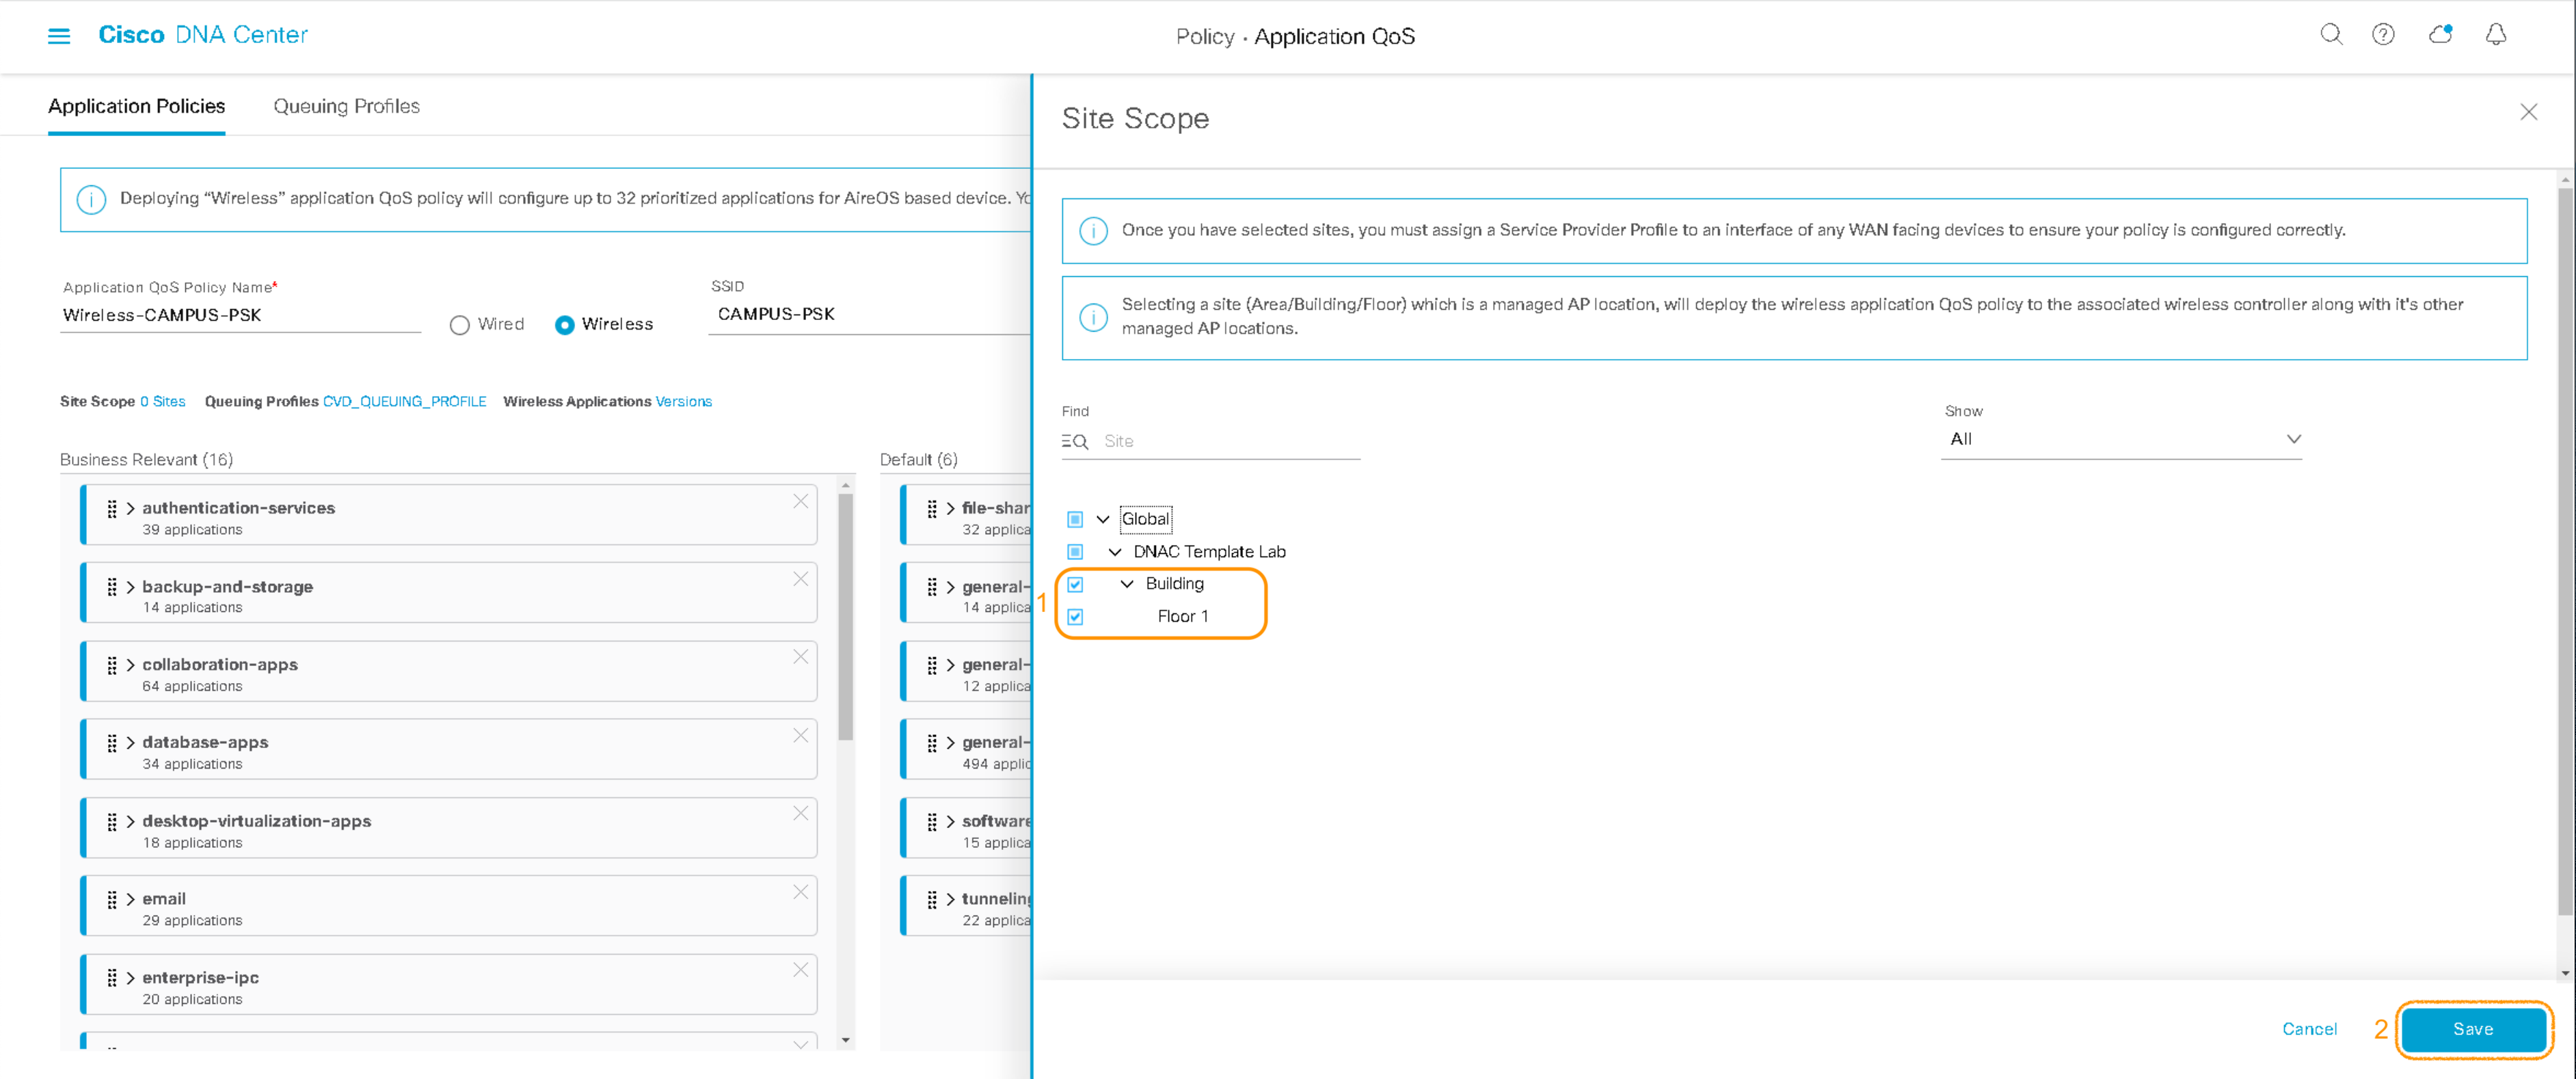 Cisco DNA Center
Policy · Application QoS
Application Policies
Queuing Profiles
Deploying “Wireless” application QoS policy will configure up to 32 prioritized applications for AireOS based device.
Application QoS Policy Name*
Wireless-CAMPUS-PSK
Wired
Wireless
SSID
CAMPUS-PSK
Site Scope 0 Sites Queuing Profiles CVD_QUEUING_PROFILE Wireless Applications Versions
Business Relevant (16)
authentication-services
39 applications
backup-and-storage
14 applications
collaboration-apps
64 applications
database-apps
34 applications
desktop-virtualization-apps
18 applications
email
29 applications
enterprise-ipc
20 applications
Default (6)
file-shar
32 applica
general-
14 applica
general-
12 applica
general-
494 applic
software
15 applica
tunneling
22 applica
Site Scope
Once you have selected sites, you must assign a Service Provider Profile to an interface of any WAN facing devices to ensure your policy is configured correctly.
Selecting a site (Area/Building/Floor) which is a managed AP location, will deploy the wireless application QoS policy to the associated wireless controller along with it's other
managed AP locations.
Find
Site
Show
All
Global
DNAC Template Lab
Building
1
Floor 1
Cancel
2
Save